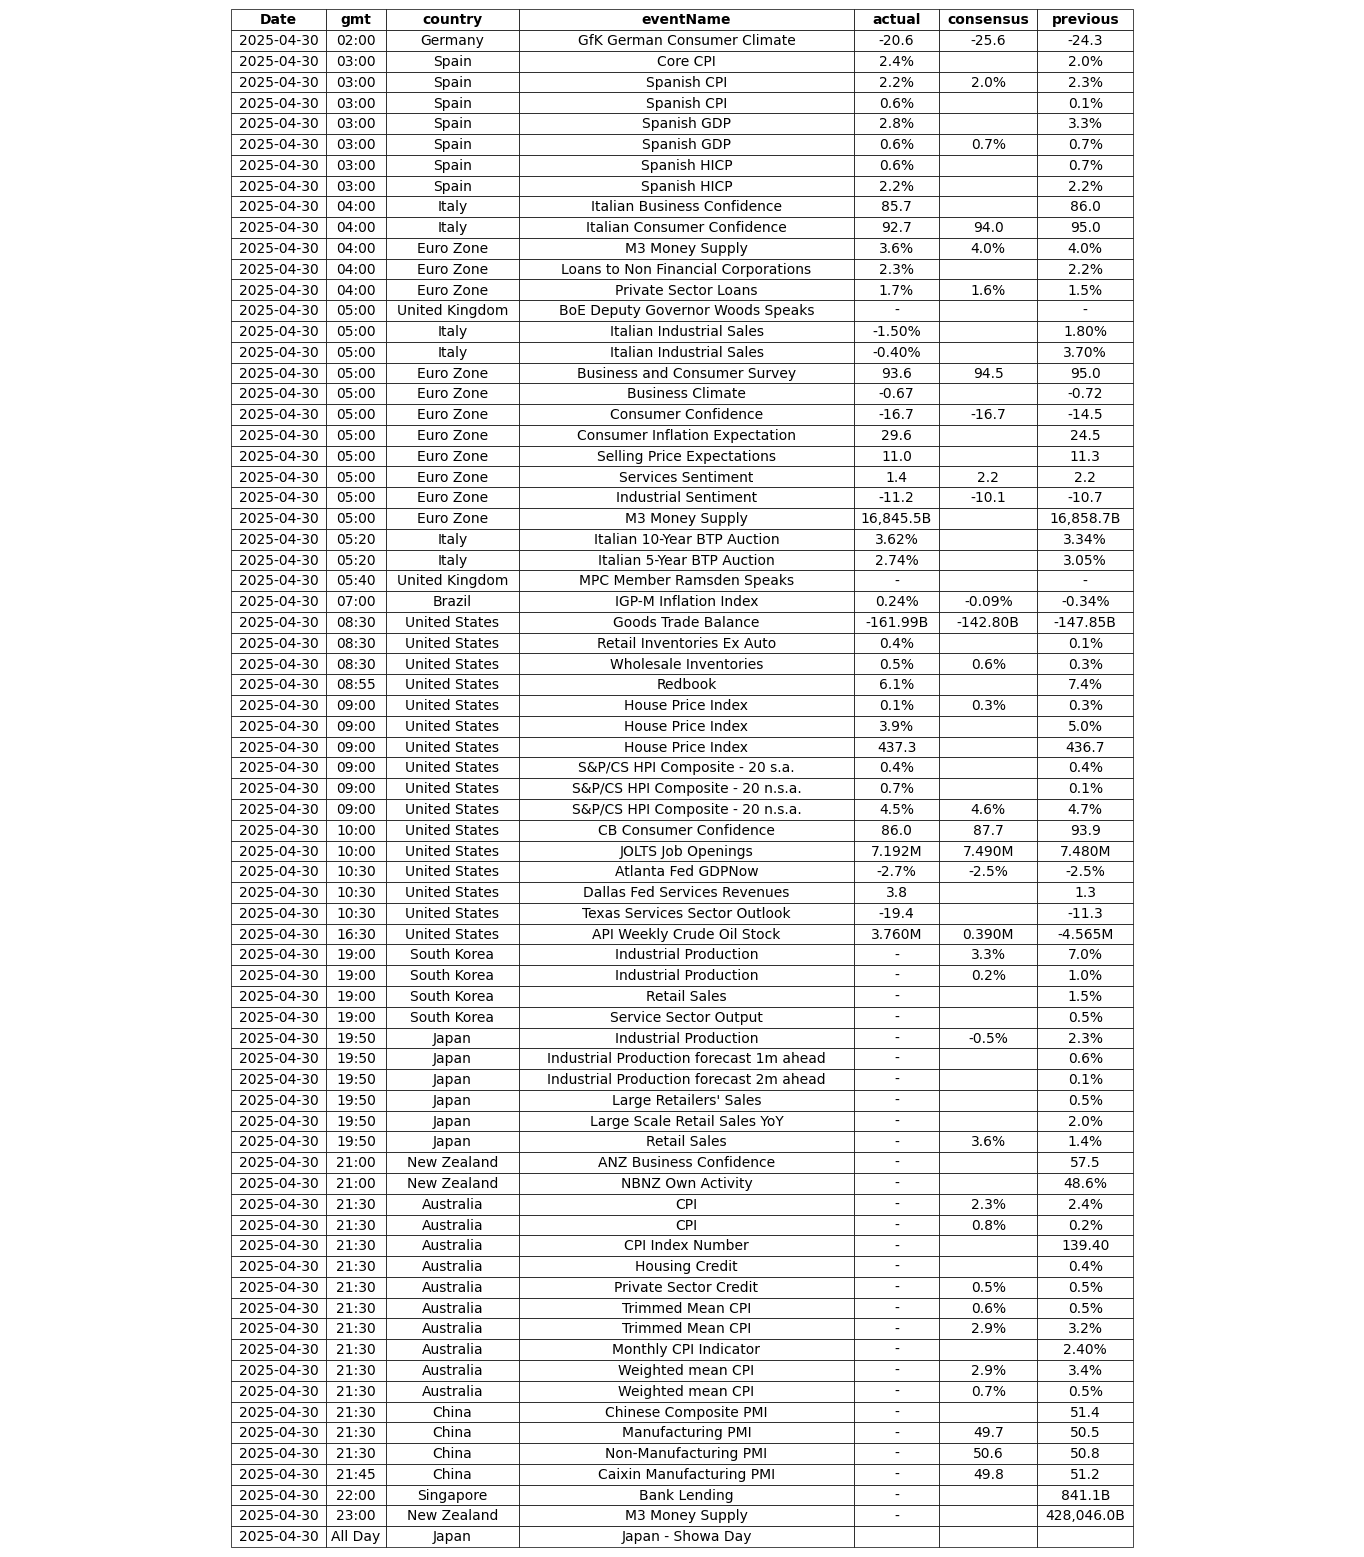 Date gmt country eventName actual consensus previous
2025-04-30 02:00 Germany GfK German Consumer Climate -20.6 -25.6 -24.3
2025-04-30 03:00 Spain Core CPI 2.4% 2.0%
2025-04-30 03:00 Spain Spanish CPI 2.2% 2.0% 2.3%
2025-04-30 03:00 Spain Spanish CPI 0.6% 0.1%
2025-04-30 03:00 Spain Spanish GDP 2.8% 3.3%
2025-04-30 03:00 Spain Spanish GDP 0.6% 0.7% 0.7%
2025-04-30 03:00 Spain Spanish HICP 0.6% 0.7%
2025-04-30 03:00 Spain Spanish HICP 2.2% 2.2%
2025-04-30 04:00 Italy Italian Business Confidence 85.7 86.0
2025-04-30 04:00 Italy Italian Consumer Confidence 92.7 94.0 95.0
2025-04-30 04:00 Euro Zone M3 Money Supply 3.6% 4.0% 4.0%
2025-04-30 04:00 Euro Zone Loans to Non Financial Corporations 2.3% 2.2%
2025-04-30 04:00 Euro Zone Private Sector Loans 1.7% 1.6% 1.5%
2025-04-30 05:00 United Kingdom BoE Deputy Governor Woods Speaks - -
2025-04-30 05:00 Italy Italian Industrial Sales -1.50% 1.80%
2025-04-30 05:00 Italy Italian Industrial Sales -0.40% 3.70%
2025-04-30 05:00 Euro Zone Business and Consumer Survey 93.6 94.5 95.0
2025-04-30 05:00 Euro Zone Business Climate -0.67 -0.72
2025-04-30 05:00 Euro Zone Consumer Confidence -16.7 -16.7 -14.5
2025-04-30 05:00 Euro Zone Consumer Inflation Expectation 29.6 24.5
2025-04-30 05:00 Euro Zone Selling Price Expectations 11.0 11.3
2025-04-30 05:00 Euro Zone Services Sentiment 1.4 2.2 2.2
2025-04-30 05:00 Euro Zone Industrial Sentiment -11.2 -10.1 -10.7
2025-04-30 05:00 Euro Zone M3 Money Supply 16,845.5B 16,858.7B
2025-04-30 05:20 Italy Italian 10-Year BTP Auction 3.62% 3.34%
2025-04-30 05:20 Italy Italian 5-Year BTP Auction 2.74% 3.05%
2025-04-30 05:40 United Kingdom MPC Member Ramsden Speaks - -
2025-04-30 07:00 Brazil IGP-M Inflation Index 0.24% -0.09% -0.34%
2025-04-30 08:30 United States Goods Trade Balance -161.99B -142.80B -147.85B
2025-04-30 08:30 United States Retail Inventories Ex Auto 0.4% 0.1%
2025-04-30 08:30 United States Wholesale Inventories 0.5% 0.6% 0.3%
2025-04-30 08:55 United States Redbook 6.1% 7.4%
2025-04-30 09:00 United States House Price Index 0.1% 0.3% 0.3%
2025-04-30 09:00 United States House Price Index 3.9% 5.0%
2025-04-30 09:00 United States House Price Index 437.3 436.7
2025-04-30 09:00 United States S&P/CS HPI Composite - 20 s.a. 0.4% 0.4%
2025-04-30 09:00 United States S&P/CS HPI Composite - 20 n.s.a. 0.7% 0.1%
2025-04-30 09:00 United States S&P/CS HPI Composite - 20 n.s.a. 4.5% 4.6% 4.7%
2025-04-30 10:00 United States CB Consumer Confidence 86.0 87.7 93.9
2025-04-30 10:00 United States JOLTS Job Openings 7.192M 7.490M 7.480M
2025-04-30 10:30 United States Atlanta Fed GDPNow -2.7% -2.5% -2.5%
2025-04-30 10:30 United States Dallas Fed Services Revenues 3.8 1.3
2025-04-30 10:30 United States Texas Services Sector Outlook -19.4 -11.3
2025-04-30 16:30 United States API Weekly Crude Oil Stock 3.760M 0.390M -4.565M
2025-04-30 19:00 South Korea Industrial Production - 3.3% 7.0%
2025-04-30 19:00 South Korea Industrial Production - 0.2% 1.0%
2025-04-30 19:00 South Korea Retail Sales - 1.5%
2025-04-30 19:00 South Korea Service Sector Output - 0.5%
2025-04-30 19:50 Japan Industrial Production - -0.5% 2.3%
2025-04-30 19:50 Japan Industrial Production forecast 1m ahead - 0.6%
2025-04-30 19:50 Japan Industrial Production forecast 2m ahead - 0.1%
2025-04-30 19:50 Japan Large Retailers' Sales - 0.5%
2025-04-30 19:50 Japan Large Scale Retail Sales YoY - 2.0%
2025-04-30 19:50 Japan Retail Sales - 3.6% 1.4%
2025-04-30 21:00 New Zealand ANZ Business Confidence - 57.5
2025-04-30 21:00 New Zealand NBNZ Own Activity - 48.6%
2025-04-30 21:30 Australia CPI - 2.3% 2.4%
2025-04-30 21:30 Australia CPI - 0.8% 0.2%
2025-04-30 21:30 Australia CPI Index Number - 139.40
2025-04-30 21:30 Australia Housing Credit - 0.4%
2025-04-30 21:30 Australia Private Sector Credit - 0.5% 0.5%
2025-04-30 21:30 Australia Trimmed Mean CPI - 0.6% 0.5%
2025-04-30 21:30 Australia Trimmed Mean CPI - 2.9% 3.2%
2025-04-30 21:30 Australia Monthly CPI Indicator - 2.40%
2025-04-30 21:30 Australia Weighted mean CPI - 2.9% 3.4%
2025-04-30 21:30 Australia Weighted mean CPI - 0.7% 0.5%
2025-04-30 21:30 China Chinese Composite PMI - 51.4
2025-04-30 21:30 China Manufacturing PMI - 49.7 50.5
2025-04-30 21:30 China Non-Manufacturing PMI - 50.6 50.8
2025-04-30 21:45 China Caixin Manufacturing PMI - 49.8 51.2
2025-04-30 22:00 Singapore Bank Lending - 841.1B
2025-04-30 23:00 New Zealand M3 Money Supply - 428,046.0B
2025-04-30 All Day Japan Japan - Showa Day